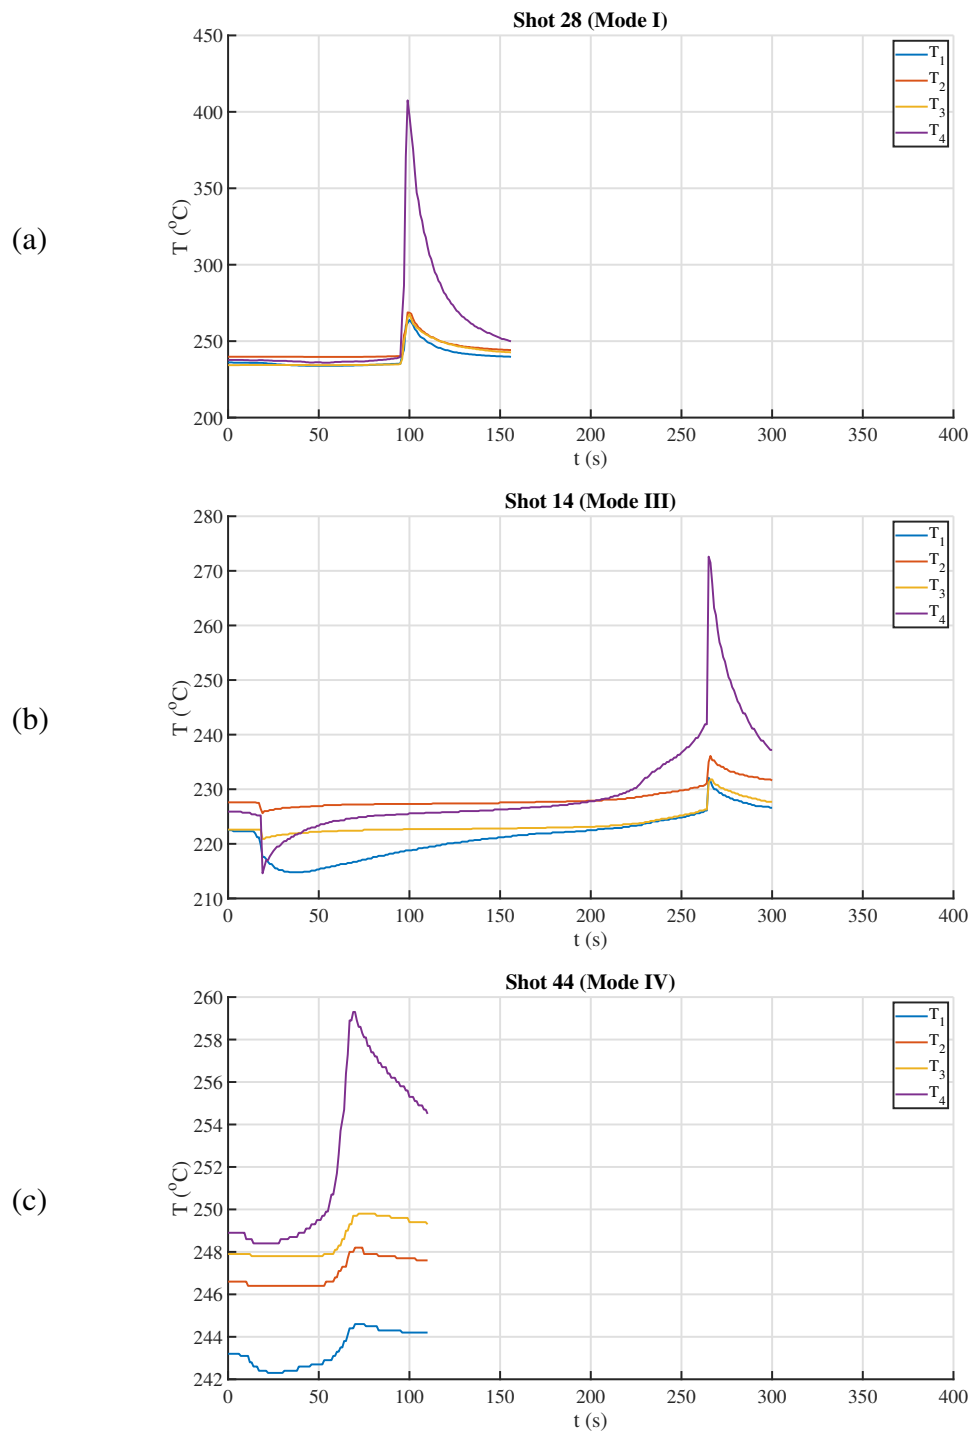 Shot 28 (Mode I)
450
400
350
300
250
200
T (°C)
0 50 100 150 200 250 300 350 400
t (s)
T1
T2
T3
T4
(a)
Shot 14 (Mode III)
280
270
260
250
240
230
220
210
T (°C)
0 50 100 150 200 250 300 350 400
t (s)
T1
T2
T3
T4
(b)
Shot 44 (Mode IV)
260
258
256
254
252
250
248
246
244
242
T (°C)
0 50 100 150 200 250 300 350 400
t (s)
T1
T2
T3
T4
(c)